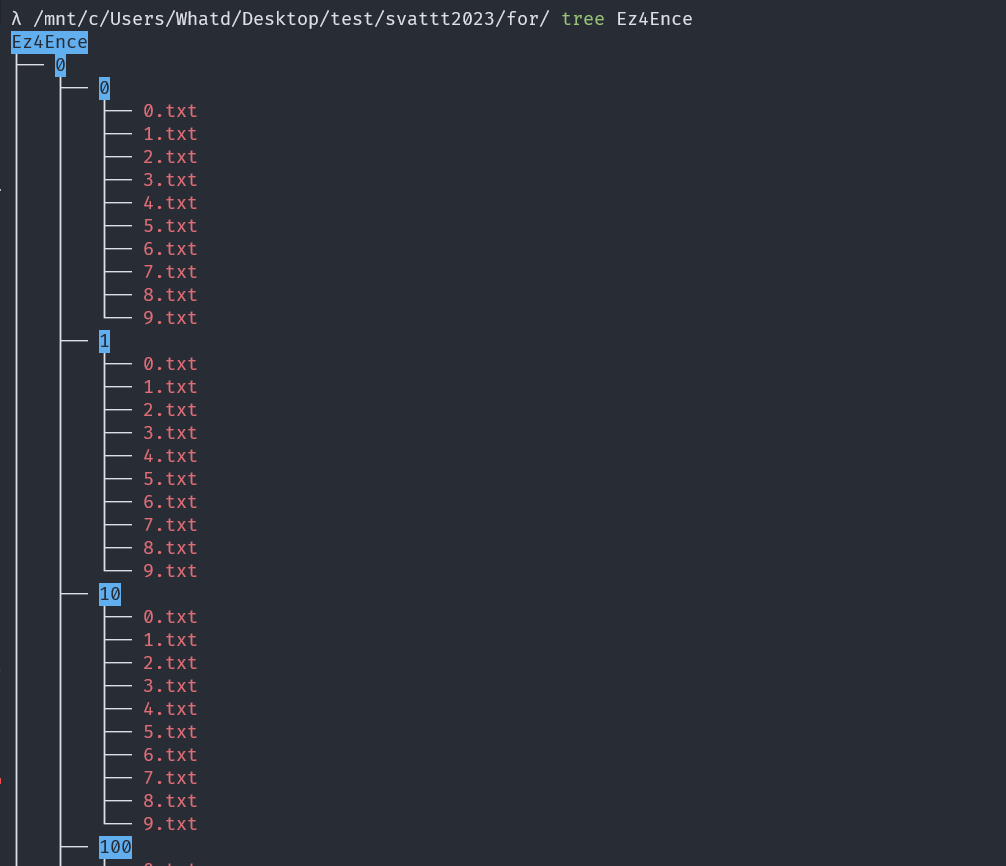 λ /mnt/c/Users/Whatd/Desktop/test/svattt2023/for/ tree Ez4Ence
Ez4Ence
├── 0
│   ├── 0
│   │   ├── 0.txt
│   │   ├── 1.txt
│   │   ├── 2.txt
│   │   ├── 3.txt
│   │   ├── 4.txt
│   │   ├── 5.txt
│   │   ├── 6.txt
│   │   ├── 7.txt
│   │   ├── 8.txt
│   │   └── 9.txt
│   ├── 1
│   │   ├── 0.txt
│   │   ├── 1.txt
│   │   ├── 2.txt
│   │   ├── 3.txt
│   │   ├── 4.txt
│   │   ├── 5.txt
│   │   ├── 6.txt
│   │   ├── 7.txt
│   │   ├── 8.txt
│   │   └── 9.txt
│   ├── 10
│   │   ├── 0.txt
│   │   ├── 1.txt
│   │   ├── 2.txt
│   │   ├── 3.txt
│   │   ├── 4.txt
│   │   ├── 5.txt
│   │   ├── 6.txt
│   │   ├── 7.txt
│   │   ├── 8.txt
│   │   └── 9.txt
│   ├── 100